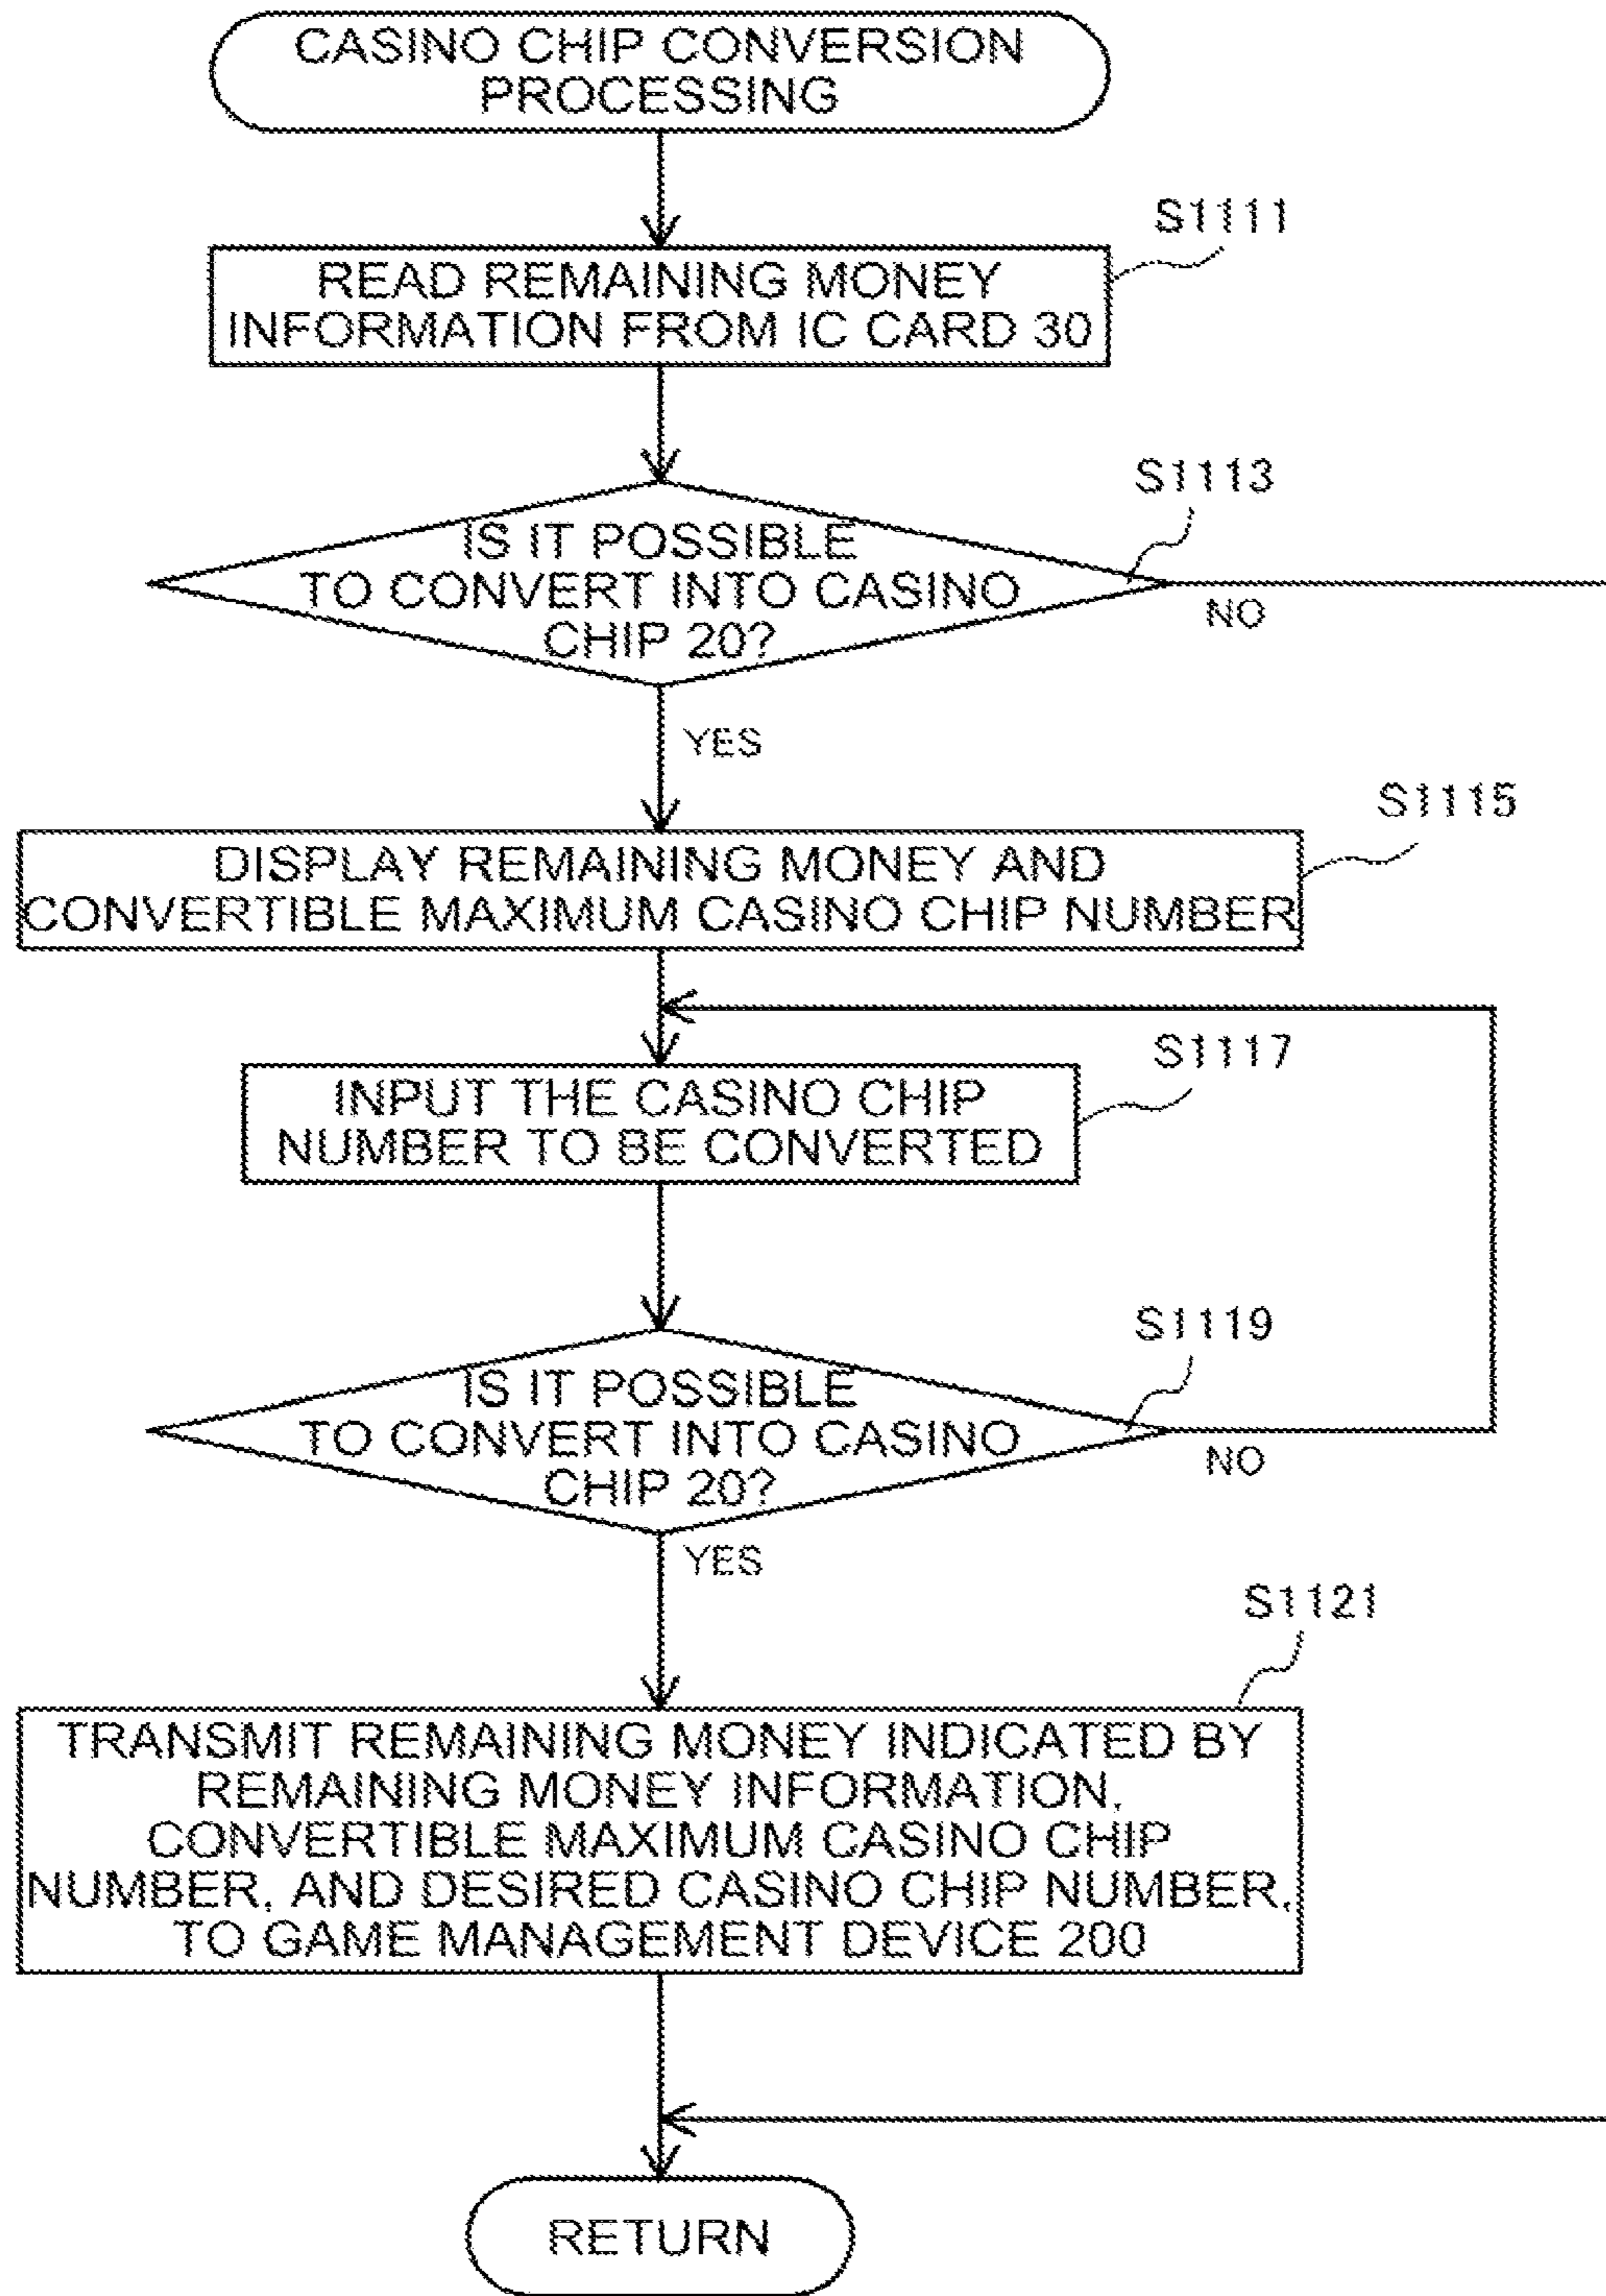 CASINO CHIP CONVERSION
PROCESSING
S1111
READ REMAINING MONEY
INFORMATION FROM IC CARD 30
S1113
IS IT POSSIBLE
TO CONVERT INTO CASINO
CHIP 20?
NO
YES
S1115
DISPLAY REMAINING MONEY AND
CONVERTIBLE MAXIMUM CASINO CHIP NUMBER
S1117
INPUT THE CASINO CHIP
NUMBER TO BE CONVERTED
S1119
IS IT POSSIBLE
TO CONVERT INTO CASINO
CHIP 20?
NO
YES
S1121
TRANSMIT REMAINING MONEY INDICATED BY
REMAINING MONEY INFORMATION,
CONVERTIBLE MAXIMUM CASINO CHIP
NUMBER, AND DESIRED CASINO CHIP NUMBER,
TO GAME MANAGEMENT DEVICE 200
RETURN